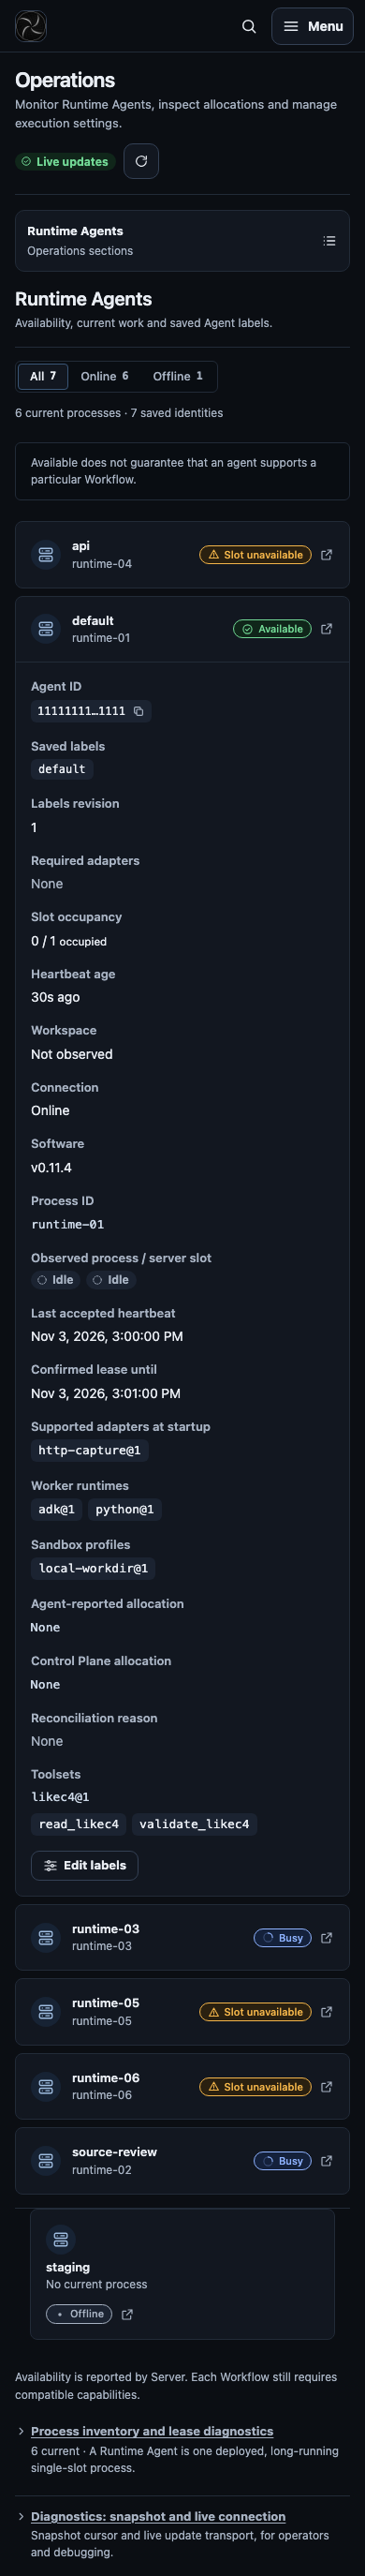 Menu
Operations
Monitor Runtime Agents, inspect allocations and manage
execution settings.
Live updates
Runtime Agents
Operations sections
Runtime Agents
Availability, current work and saved Agent labels.
All 7 Online 6 Offline 1
6 current processes · 7 saved identities
Available does not guarantee that an agent supports a
particular Workflow.
api
runtime-04
Slot unavailable
default
runtime-01
Available
Agent ID
11111111…1111
Saved labels
default
Labels revision
1
Required adapters
None
Slot occupancy
0 / 1 occupied
Heartbeat age
30s ago
Workspace
Not observed
Connection
Online
Software
v0.11.4
Process ID
runtime-01
Observed process / server slot
Idle Idle
Last accepted heartbeat
Nov 3, 2026, 3:00:00 PM
Confirmed lease until
Nov 3, 2026, 3:01:00 PM
Supported adapters at startup
http-capture@1
Worker runtimes
adk@1 python@1
Sandbox profiles
local-workdir@1
Agent-reported allocation
None
Control Plane allocation
None
Reconciliation reason
None
Toolsets
likec4@1
read_likec4 validate_likec4
Edit labels
runtime-03
runtime-03
Busy
runtime-05
runtime-05
Slot unavailable
runtime-06
runtime-06
Slot unavailable
source-review
runtime-02
Busy
staging
No current process
Offline
Availability is reported by Server. Each Workflow still requires
compatible capabilities.
Process inventory and lease diagnostics
6 current · A Runtime Agent is one deployed, long-running
single-slot process.
Diagnostics: snapshot and live connection
Snapshot cursor and live update transport, for operators
and debugging.